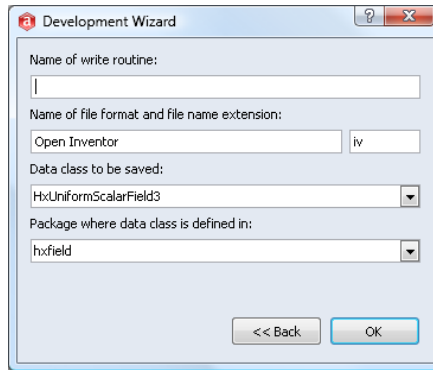 Development Wizard
Name of write routine:
Name of file format and file name extension:
Open Inventor iv
Data class to be saved:
HxUniformScalarField3
Package where data class is defined in:
hxfield
<< Back OK